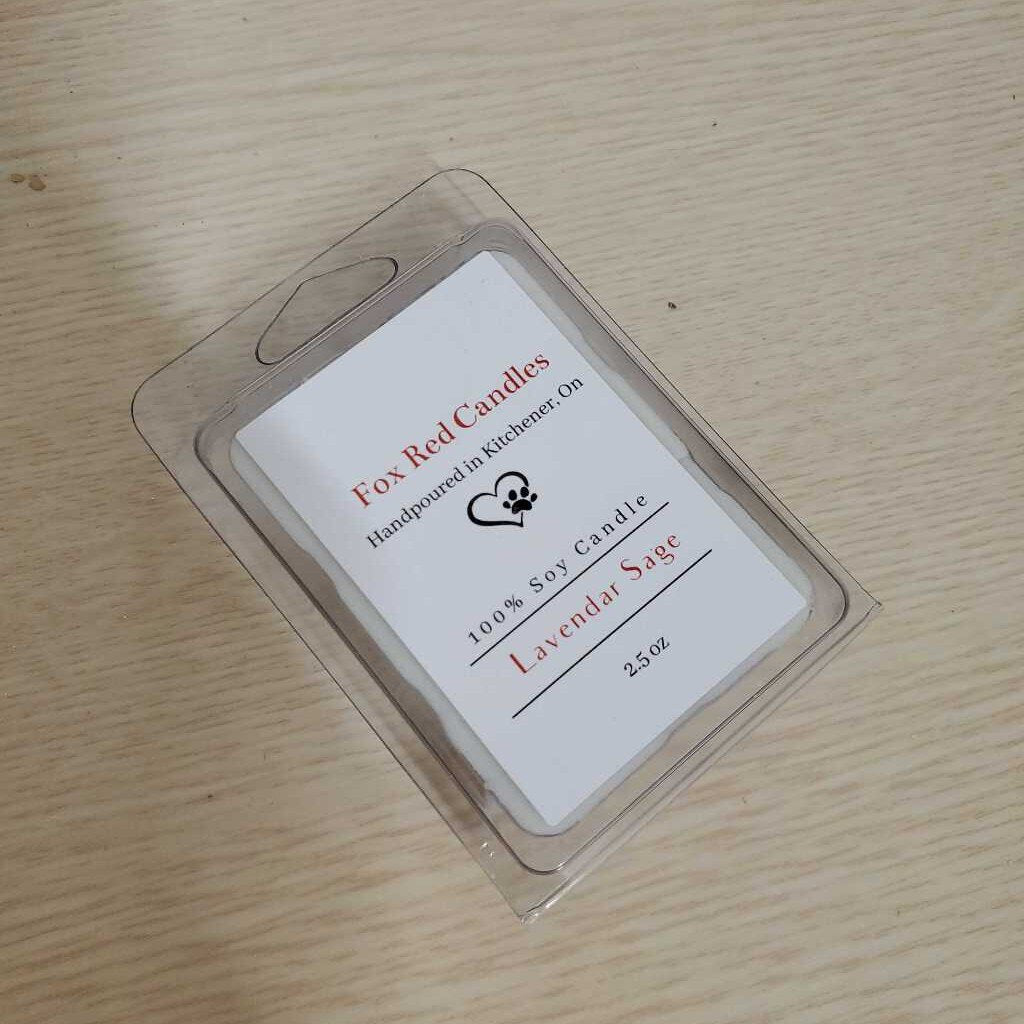 Fox Red Candles
Handpoured in Kitchener, On
100% Soy Candle
Lavendar Sage
2.5 oz